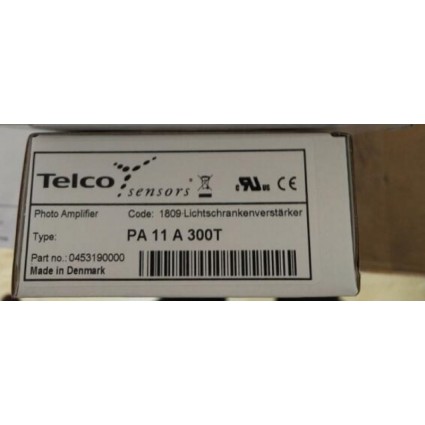 Telco
sensors
Photo Amplifier Code: 1809-Lichtschrankenverstärker
Type: PA 11 A 300T
Part no.: 0453190000
Made in Denmark